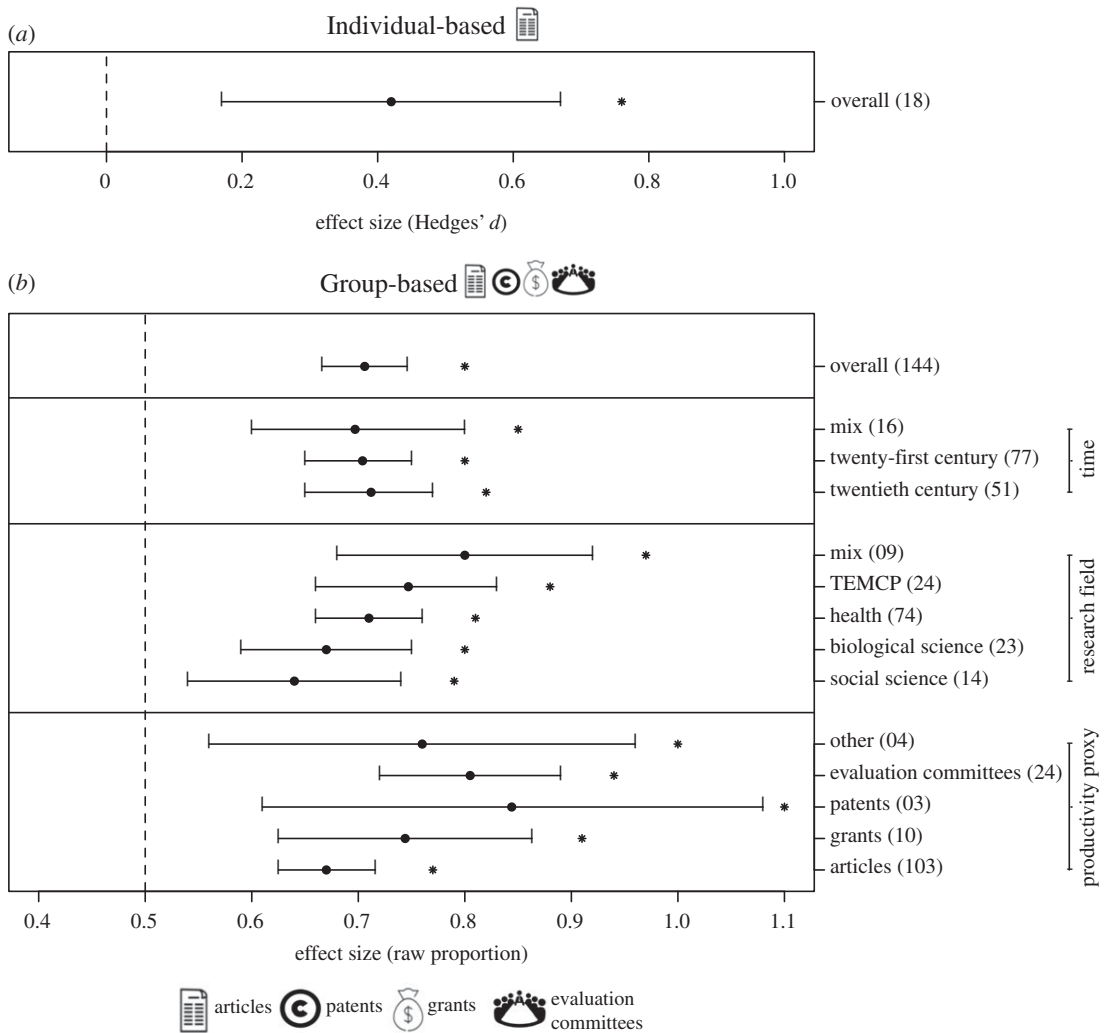 (a)
Individual-based
overall (18)
0 0.2 0.4 0.6 0.8 1.0
effect size (Hedges’ d)
(b)
Group-based
overall (144)
mix (16)
twenty-first century (77)
twentieth century (51)
time
mix (09)
TEMCP (24)
health (74)
biological science (23)
social science (14)
research field
other (04)
evaluation committees (24)
patents (03)
grants (10)
articles (103)
productivity proxy
0.4 0.5 0.6 0.7 0.8 0.9 1.0 1.1
effect size (raw proportion)
articles C patents $ grants evaluation
committees